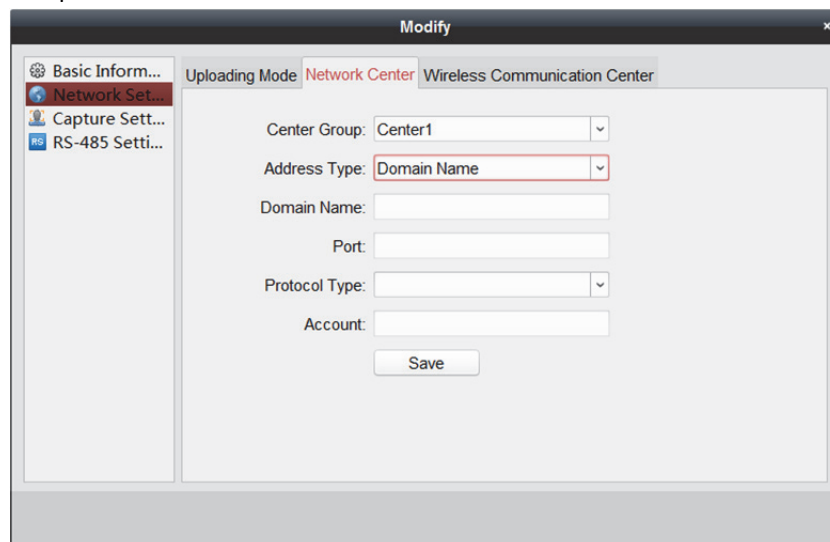 Modify
×
Basic Inform...
Network Set...
Capture Sett...
RS RS-485 Setti...
Uploading Mode Network Center Wireless Communication Center
Center Group: Center1
Address Type: Domain Name
Domain Name:
Port:
Protocol Type:
Account:
Save